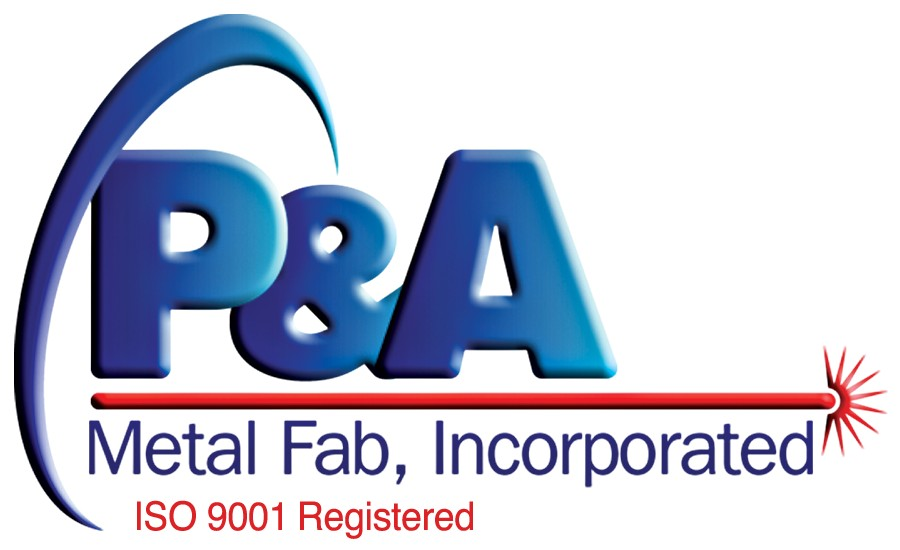 P&A
Metal Fab, Incorporated
ISO 9001 Registered